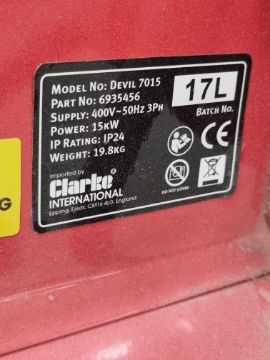 Model No: Devil 7015
Part No: 6935456
Supply: 400V~50Hz 3Ph
Power: 15kW
IP Rating: IP24
Weight: 19.8kg
17L
Batch No.
Imported by
Clarke
INTERNATIONAL
Epping, Essex, CM16 4LG, England
CE
DO NOT COVER
G